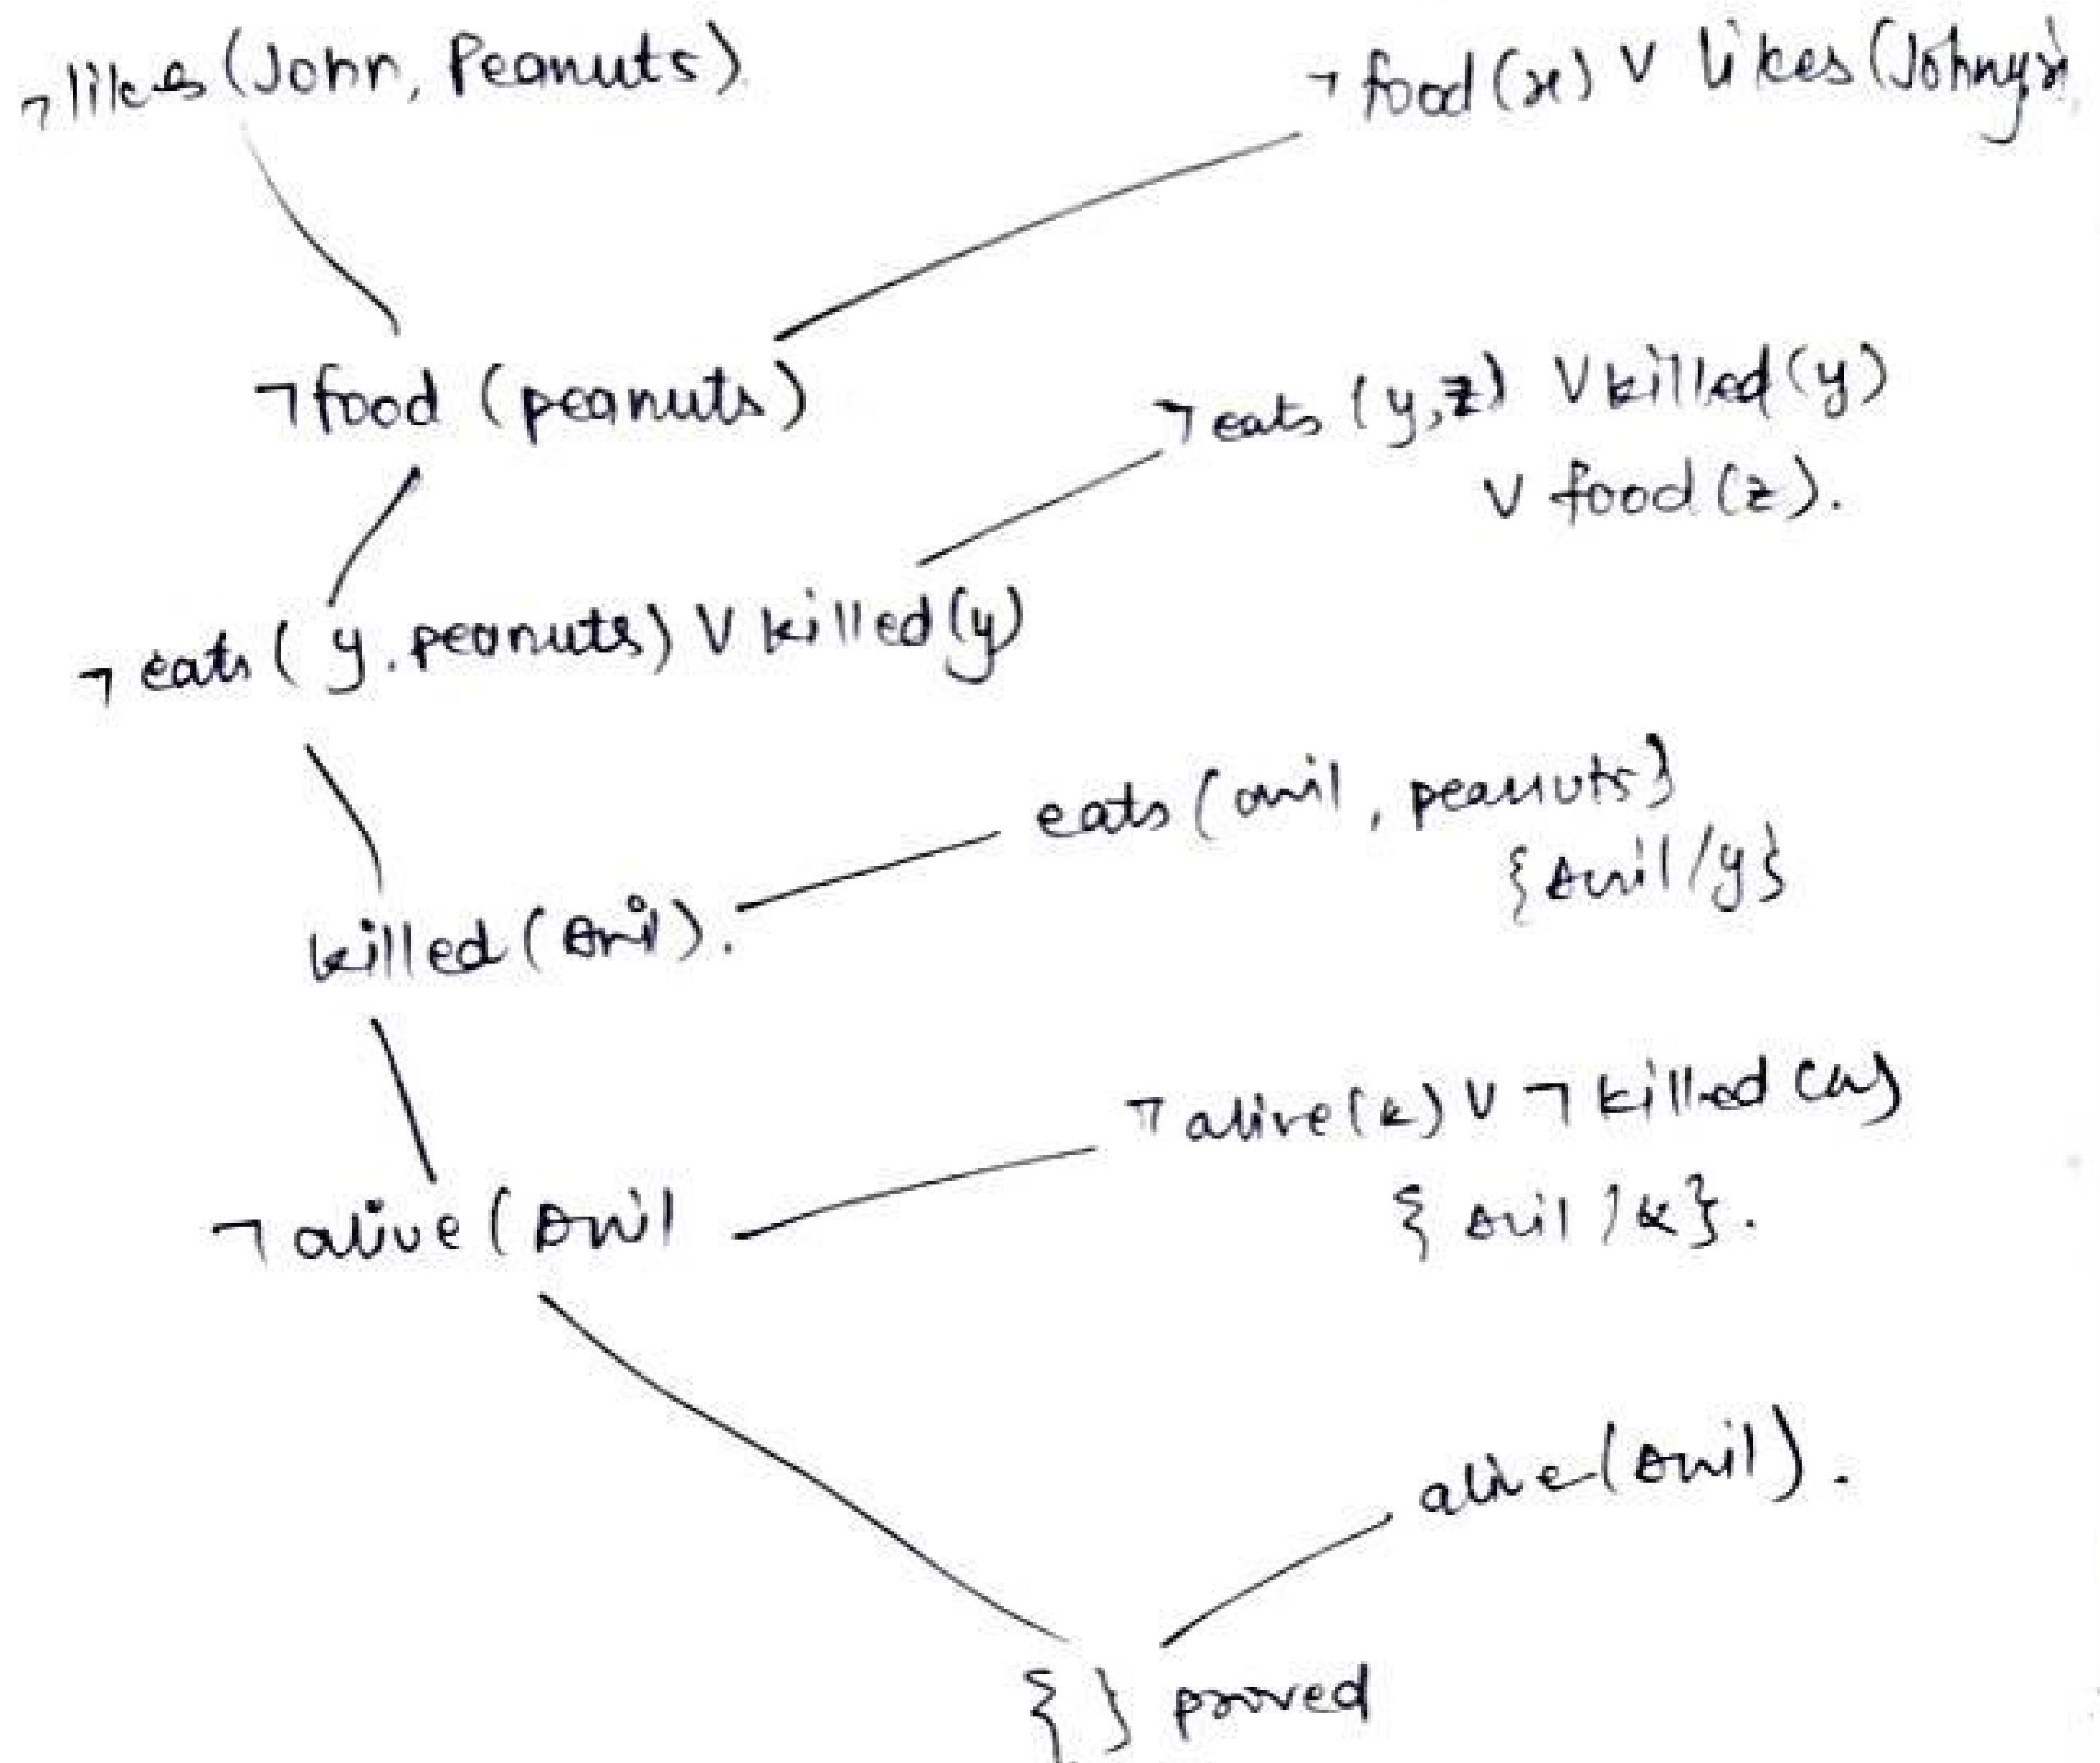 ¬likes (John, Peanuts)
¬food (x) ∨ likes (John,x)
¬food (peanuts)
¬eats (y,z) ∨ killed (y)
∨ food (z).
¬eats (y. peanuts) ∨ killed (y)
eats (anil, peanuts}
{Anil/y}
killed (Anil).
¬alive (k) ∨ ¬killed
{Anil/k}.
¬alive (Anil
alive (Anil).
{ } proved